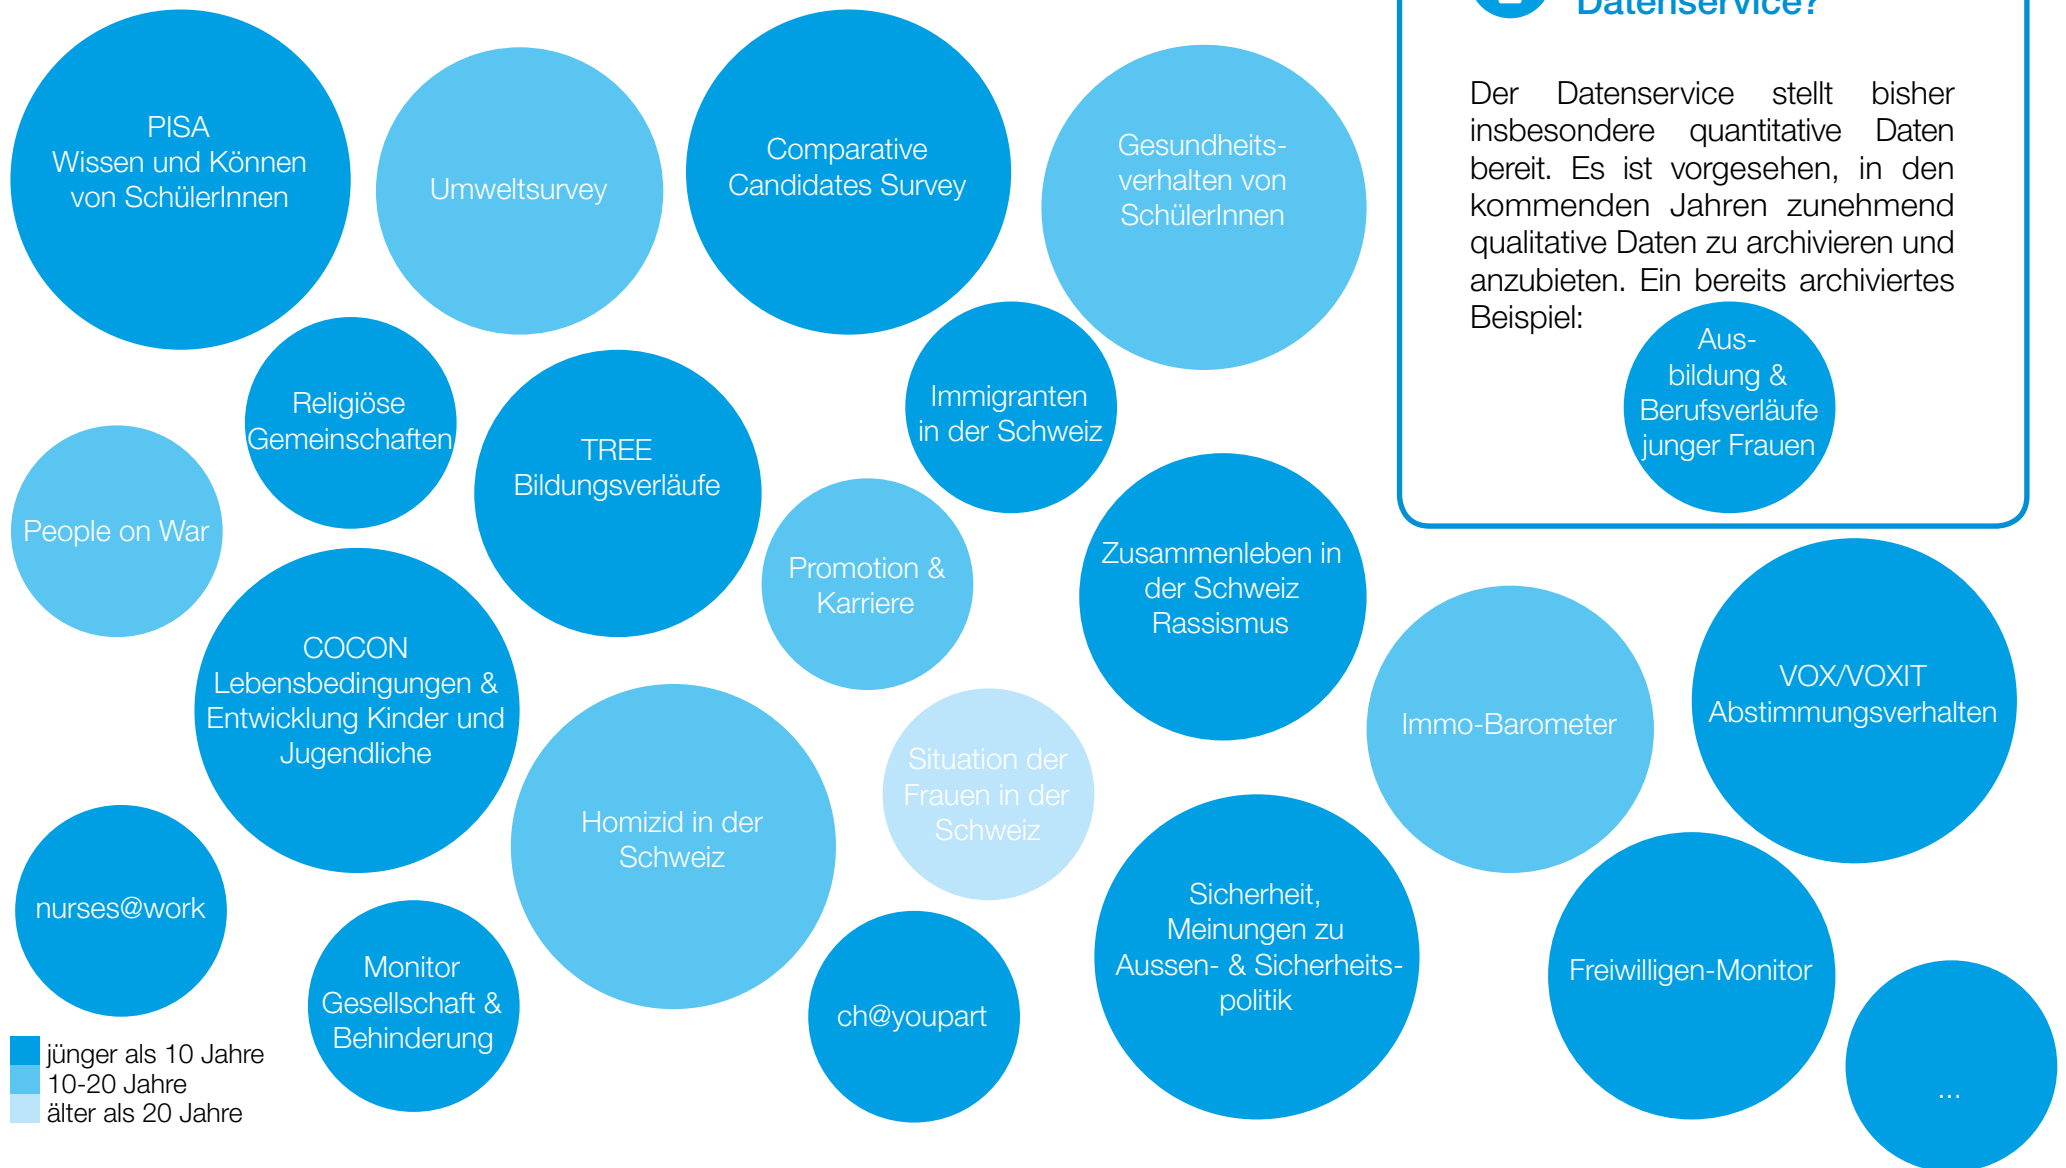 Datenservice?
Der Datenservice stellt bisher
insbesondere quantitative Daten
bereit. Es ist vorgesehen, in den
kommenden Jahren zunehmend
qualitative Daten zu archivieren und
anzubieten. Ein bereits archiviertes
Beispiel:
Aus-
bildung &
Berufsverläufe
junger Frauen
PISA
Wissen und Können
von SchülerInnen
Umweltsurvey
Comparative
Candidates Survey
Gesundheits-
verhalten von
SchülerInnen
Religiöse
Gemeinschaften
TREE
Bildungsverläufe
Immigranten
in der Schweiz
People on War
Promotion &
Karriere
Zusammenleben in
der Schweiz
Rassismus
COCON
Lebensbedingungen &
Entwicklung Kinder und
Jugendliche
Immo-Barometer
VOX/VOXIT
Abstimmungsverhalten
Homizid in der
Schweiz
Situation der
Frauen in der
Schweiz
nurses@work
Monitor
Gesellschaft &
Behinderung
ch@youpart
Sicherheit,
Meinungen zu
Aussen- & Sicherheits-
politik
Freiwilligen-Monitor
...
jünger als 10 Jahre
10-20 Jahre
älter als 20 Jahre